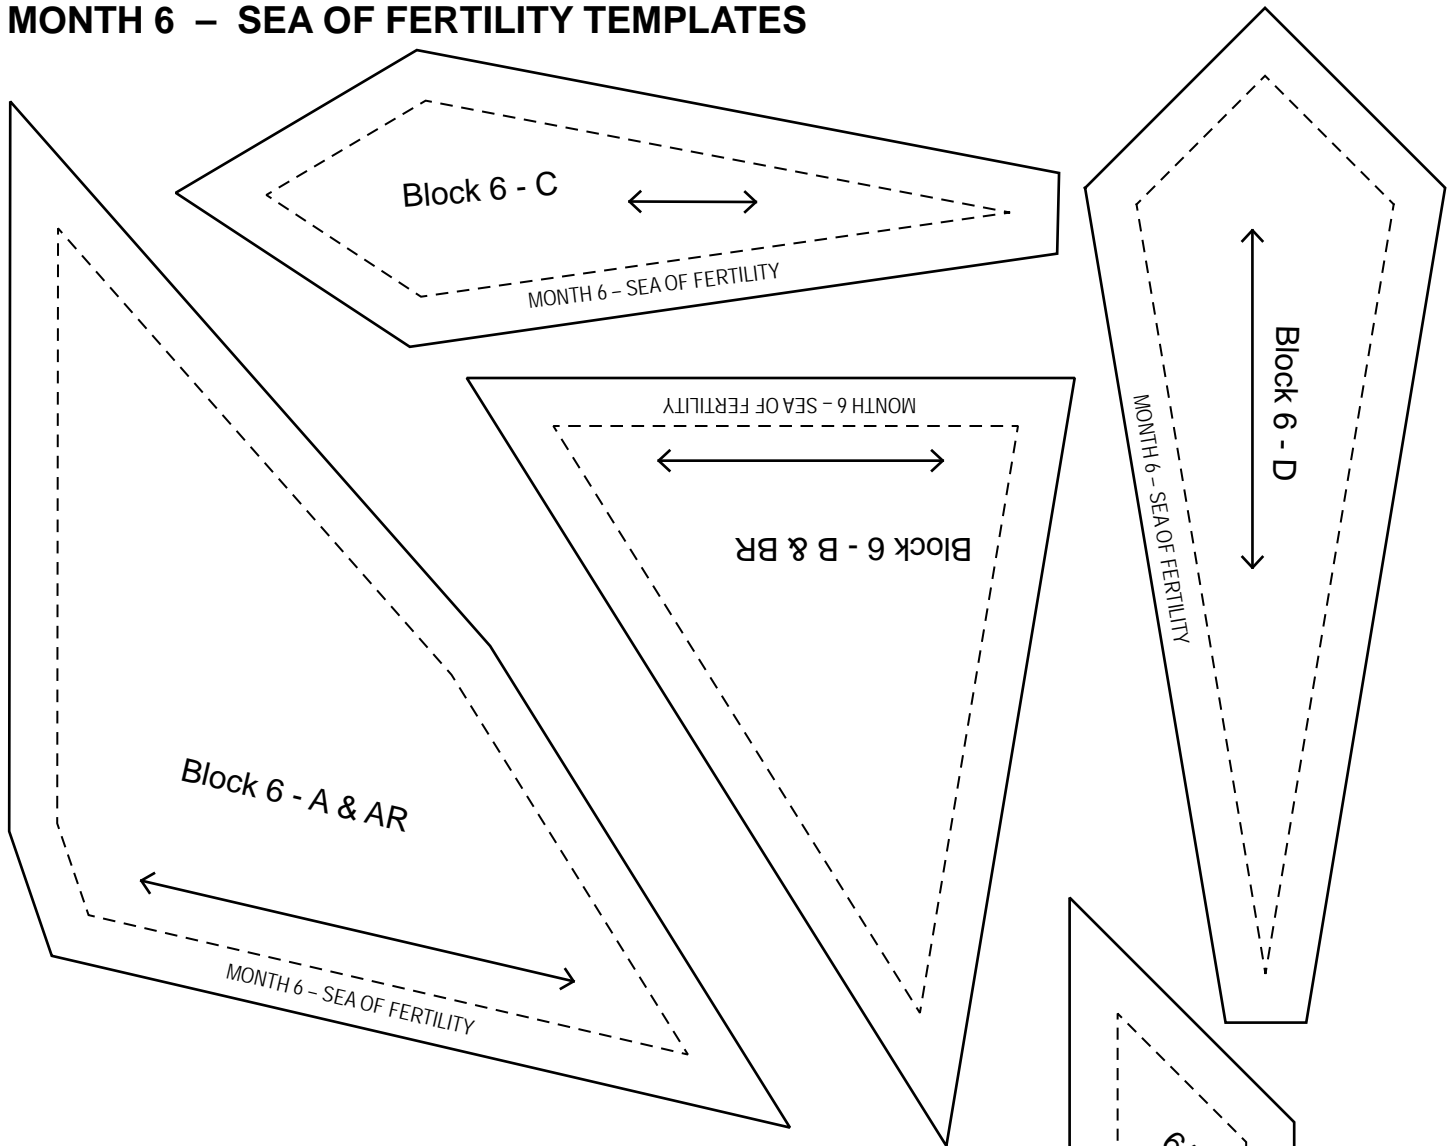 MONTH 6 – SEA OF FERTILITY TEMPLATES
Block 6 - C
MONTH 6 – SEA OF FERTILITY
Block 6 - D
MONTH 6 – SEA OF FERTILITY
MONTH 6 – SEA OF FERTILITY
Block 6 - B & BR
Block 6 - A & AR
MONTH 6 – SEA OF FERTILITY